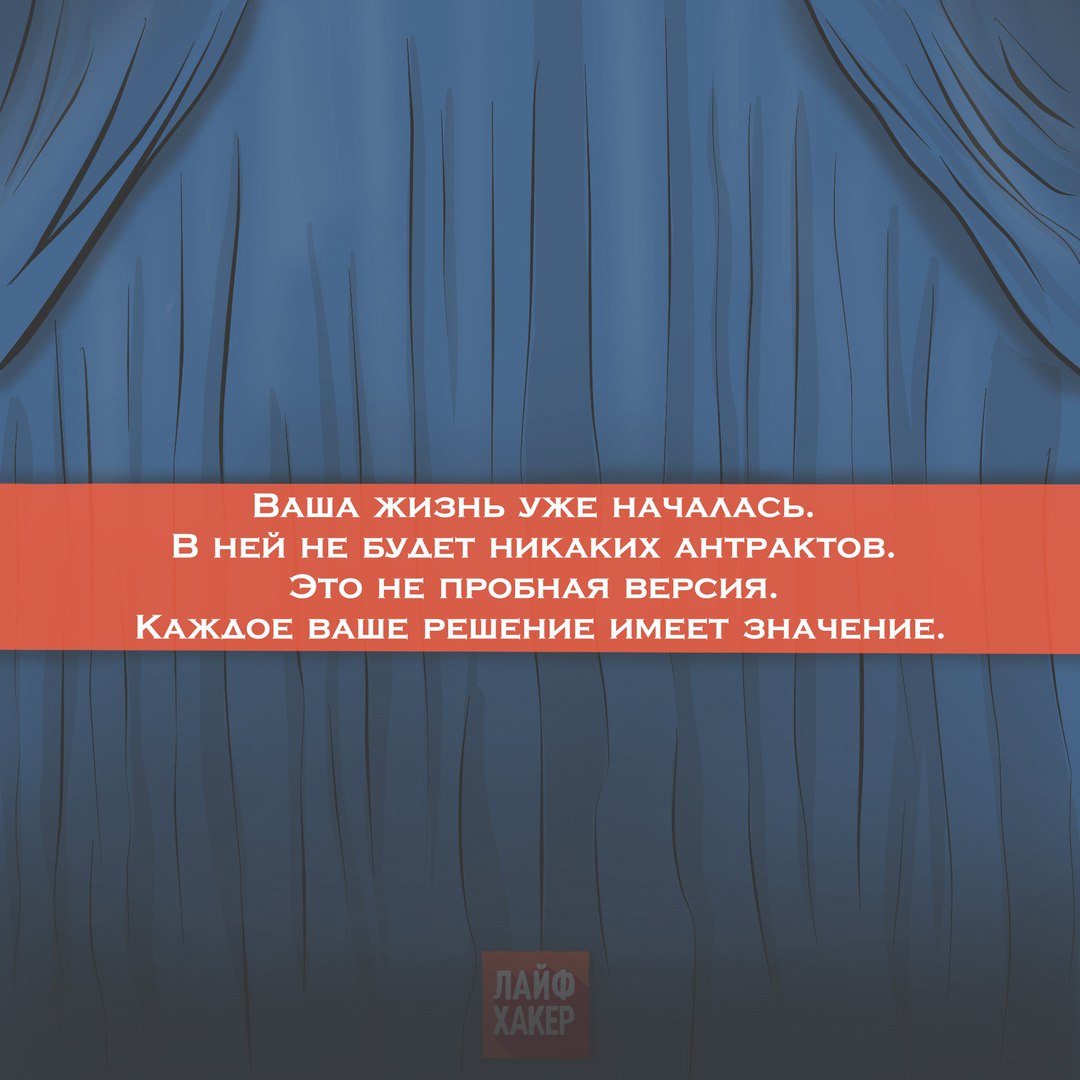 Ваша жизнь уже началась.
В ней не будет никаких антрактов.
Это не пробная версия.
Каждое ваше решение имеет значение.
ЛАЙФ
ХАКЕР